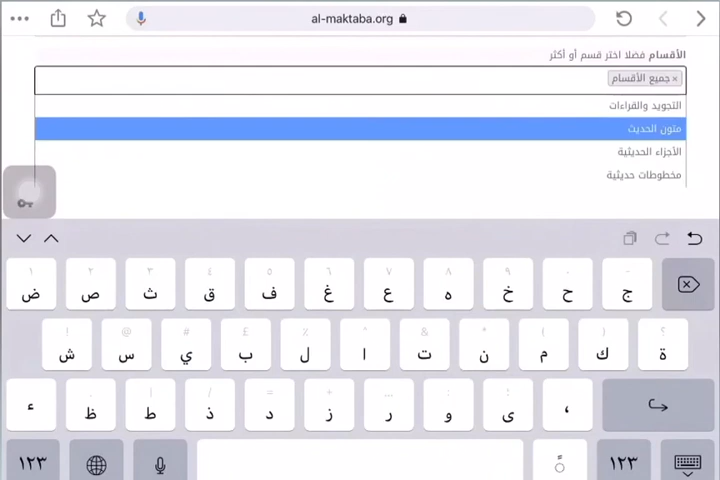 al-maktaba.org
الأقسام فضلا اختر قسم أو أكثر
× جميع الأقسام
التجويد والقراءات
متون الحديث
الأجزاء الحديثية
مخطوطات حديثية
١ ٢ ٣ ٤ ٥ ٦ ٧ ٨ ٩ ٠ -
ض ص ث ق ف غ ع ه خ ح ج
! @ # £ ٪ ^ & * ( ) ؟
ش س ي ب ل ا ت ن م ك ة
. | / = + ... : ؛
ء ظ ط ذ د ز ر و ى ،
١٢٣ ١٢٣